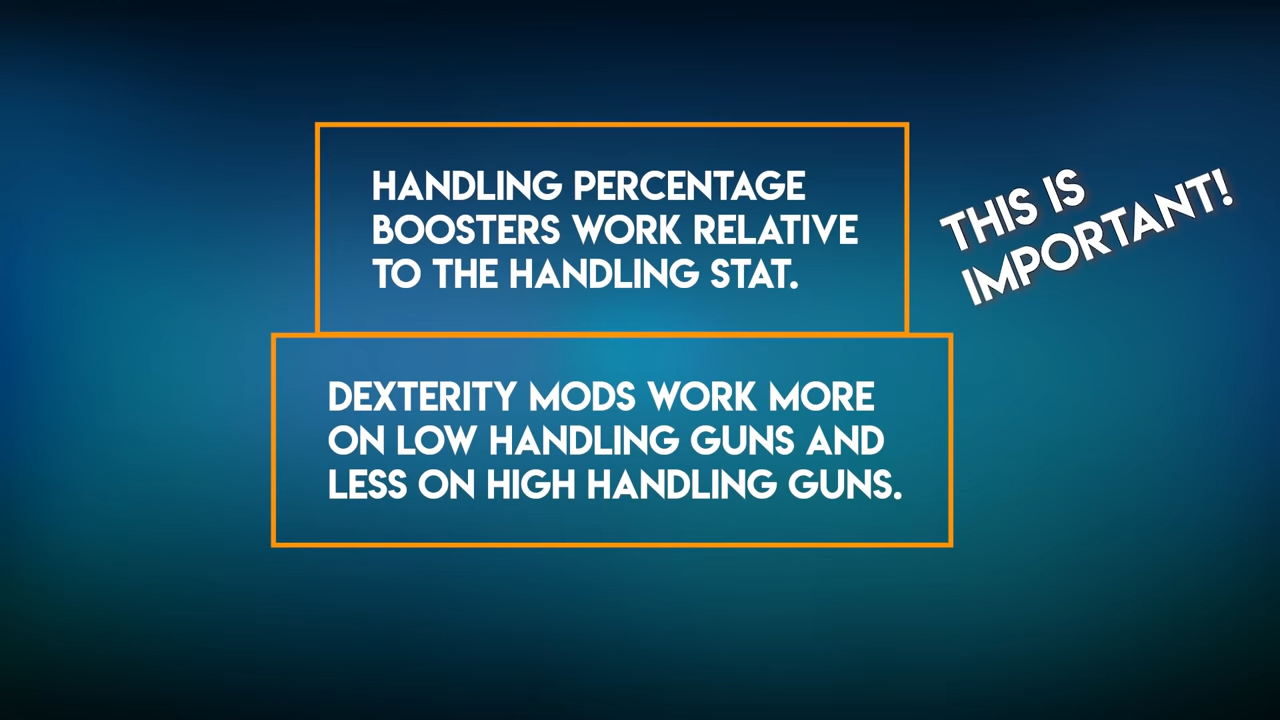 HANDLING PERCENTAGE
BOOSTERS WORK RELATIVE
TO THE HANDLING STAT.
THIS IS
IMPORTANT!
DEXTERITY MODS WORK MORE
ON LOW HANDLING GUNS AND
LESS ON HIGH HANDLING GUNS.